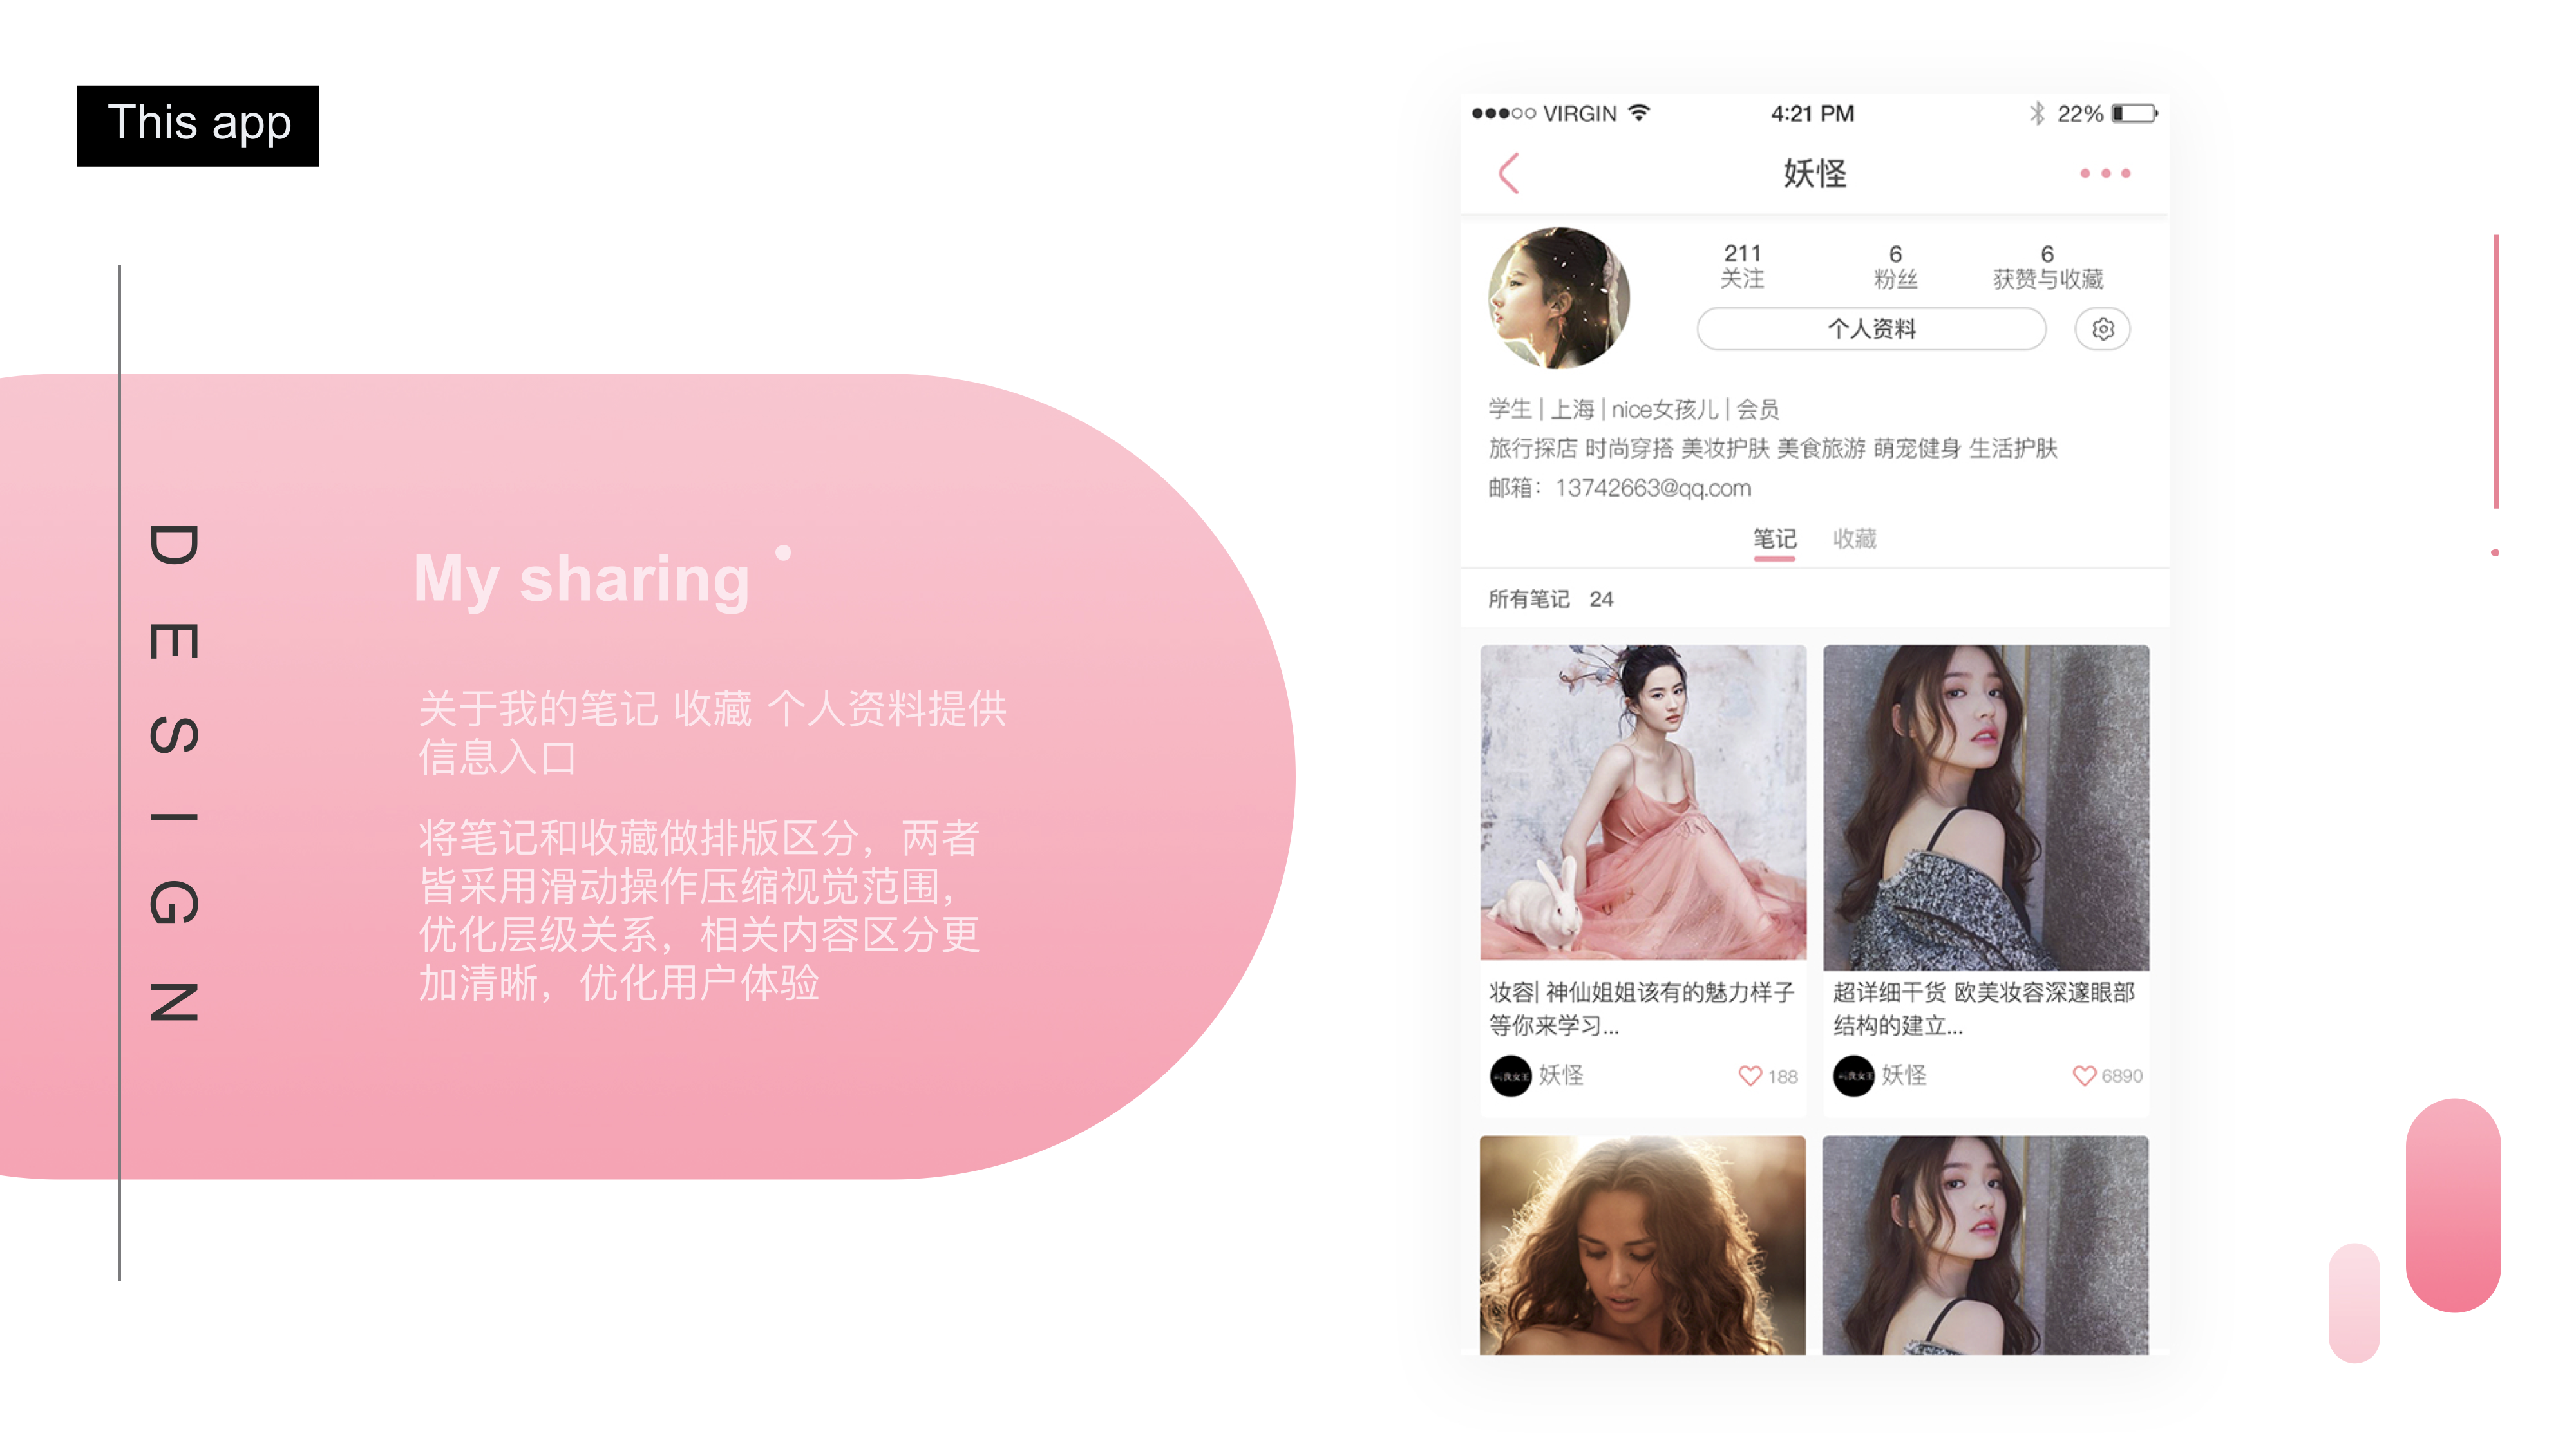 This app
DESIGN
My sharing
关于我的笔记 收藏 个人资料提供
信息入口
将笔记和收藏做排版区分，两者
皆采用滑动操作压缩视觉范围，
优化层级关系，相关内容区分更
加清晰，优化用户体验
VIRGIN 4:21 PM 22%
妖怪
211 6 6
关注 粉丝 获赞与收藏
个人资料
学生 | 上海 | nice女孩儿 | 会员
旅行探店 时尚穿搭 美妆护肤 美食旅游 萌宠健身 生活护肤
邮箱：13742663@qq.com
笔记 收藏
所有笔记 24
妆容| 神仙姐姐该有的魅力样子
等你来学习...
妖怪 188
超详细干货 欧美妆容深邃眼部
结构的建立...
妖怪 6890